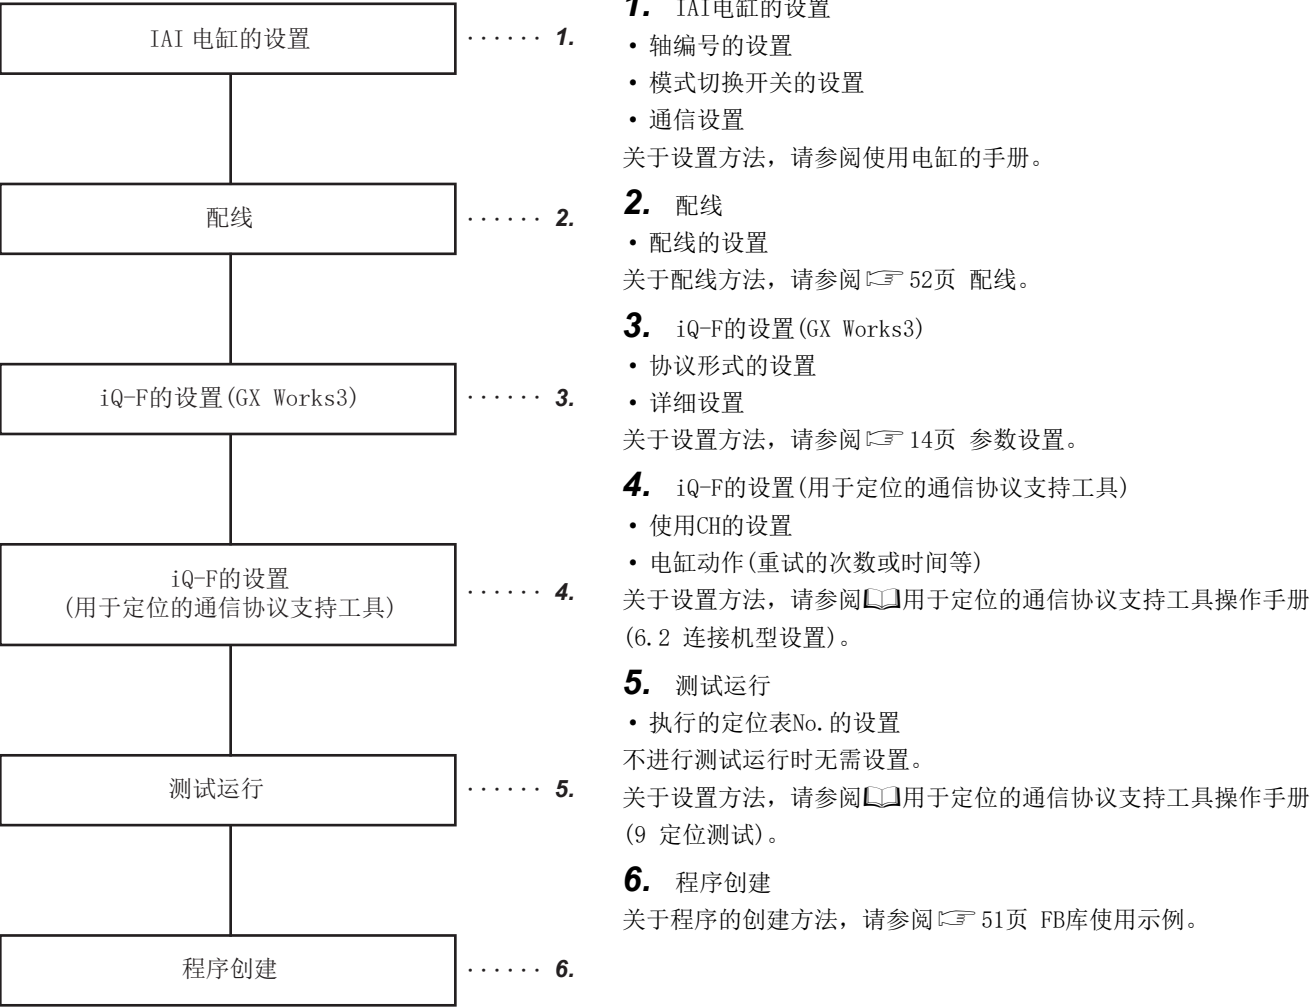 IAI 电缸的设置
······ 1.
配线
······ 2.
iQ-F的设置(GX Works3)
······ 3.
iQ-F的设置
(用于定位的通信协议支持工具)
······ 4.
测试运行
······ 5.
程序创建
······ 6.
1. IAI电缸的设置
• 轴编号的设置
• 模式切换开关的设置
• 通信设置
关于设置方法，请参阅使用电缸的手册。
2. 配线
• 配线的设置
关于配线方法，请参阅☞ 52页 配线。
3. iQ-F的设置(GX Works3)
• 协议形式的设置
• 详细设置
关于设置方法，请参阅☞ 14页 参数设置。
4. iQ-F的设置(用于定位的通信协议支持工具)
• 使用CH的设置
• 电缸动作(重试的次数或时间等)
关于设置方法，请参阅📖用于定位的通信协议支持工具操作手册
(6.2 连接机型设置)。
5. 测试运行
• 执行的定位表No.的设置
不进行测试运行时无需设置。
关于设置方法，请参阅📖用于定位的通信协议支持工具操作手册
(9 定位测试)。
6. 程序创建
关于程序的创建方法，请参阅☞ 51页 FB库使用示例。